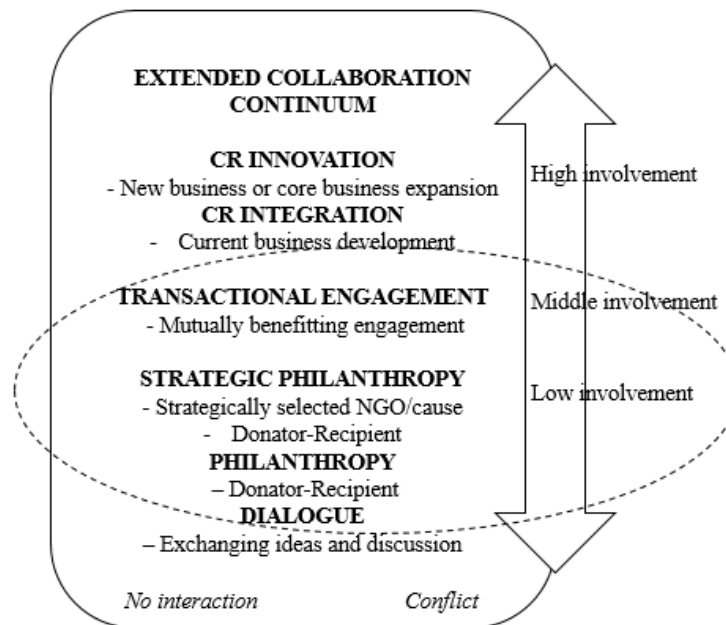 EXTENDED COLLABORATION
CONTINUUM
CR INNOVATION
- New business or core business expansion
High involvement
CR INTEGRATION
- Current business development
TRANSACTIONAL ENGAGEMENT
Middle involvement
- Mutually benefitting engagement
STRATEGIC PHILANTHROPY
Low involvement
- Strategically selected NGO/cause
- Donator-Recipient
PHILANTHROPY
– Donator-Recipient
DIALOGUE
– Exchanging ideas and discussion
No interaction
Conflict